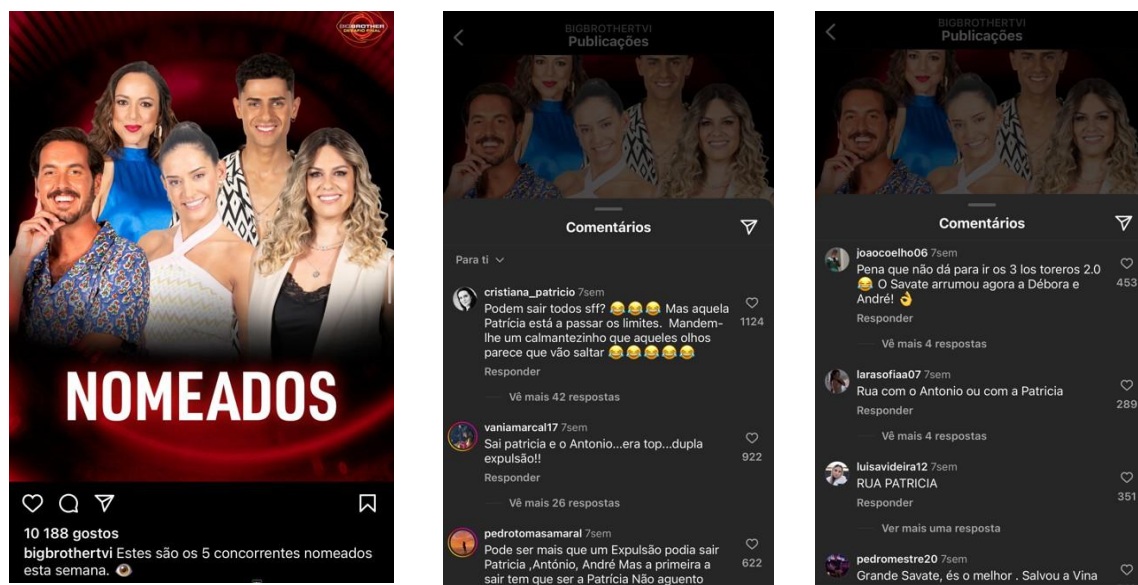 BIG BROTHER
DESAFIO FINAL
NOMEADOS
10 188 gostos
bigbrothertvi Estes são os 5 concorrentes nomeados
esta semana. 👁️
BIGBROTHERTVI
Publicações
Comentários
Para ti
cristiana_patricio 7sem
Podem sair todos sff? 😂😂😂 Mas aquela
Patrícia está a passar os limites. Mandem-
lhe um calmantezinho que aqueles olhos
parece que vão saltar 😂😂😂😂😂
1124
Responder
Vê mais 42 respostas
vaniamarcal17 7sem
Sai patricia e o Antonio...era top...dupla
expulsão!!
922
Responder
Vê mais 26 respostas
pedrotomasamaral 7sem
Pode ser mais que um Expulsão podia sair
Patricia ,António, André Mas a primeira a
sair tem que ser a Patrícia Não aguento
622
BIGBROTHERTVI
Publicações
Comentários
joaocoelho06 7sem
Pena que não dá para ir os 3 los toreros 2.0
😂 O Savate arrumou agora a Débora e
André! 👌
453
Responder
Vê mais 4 respostas
larasofiaa07 7sem
Rua com o Antonio ou com a Patricia
289
Responder
Vê mais 4 respostas
luisavideira12 7sem
RUA PATRICIA
351
Responder
Ver mais uma resposta
pedromestre20 7sem
Grande Savate, és o melhor . Salvou a Vina